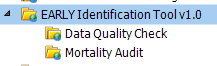 EARLY Identification Tool v1.0
Data Quality Check
Mortality Audit